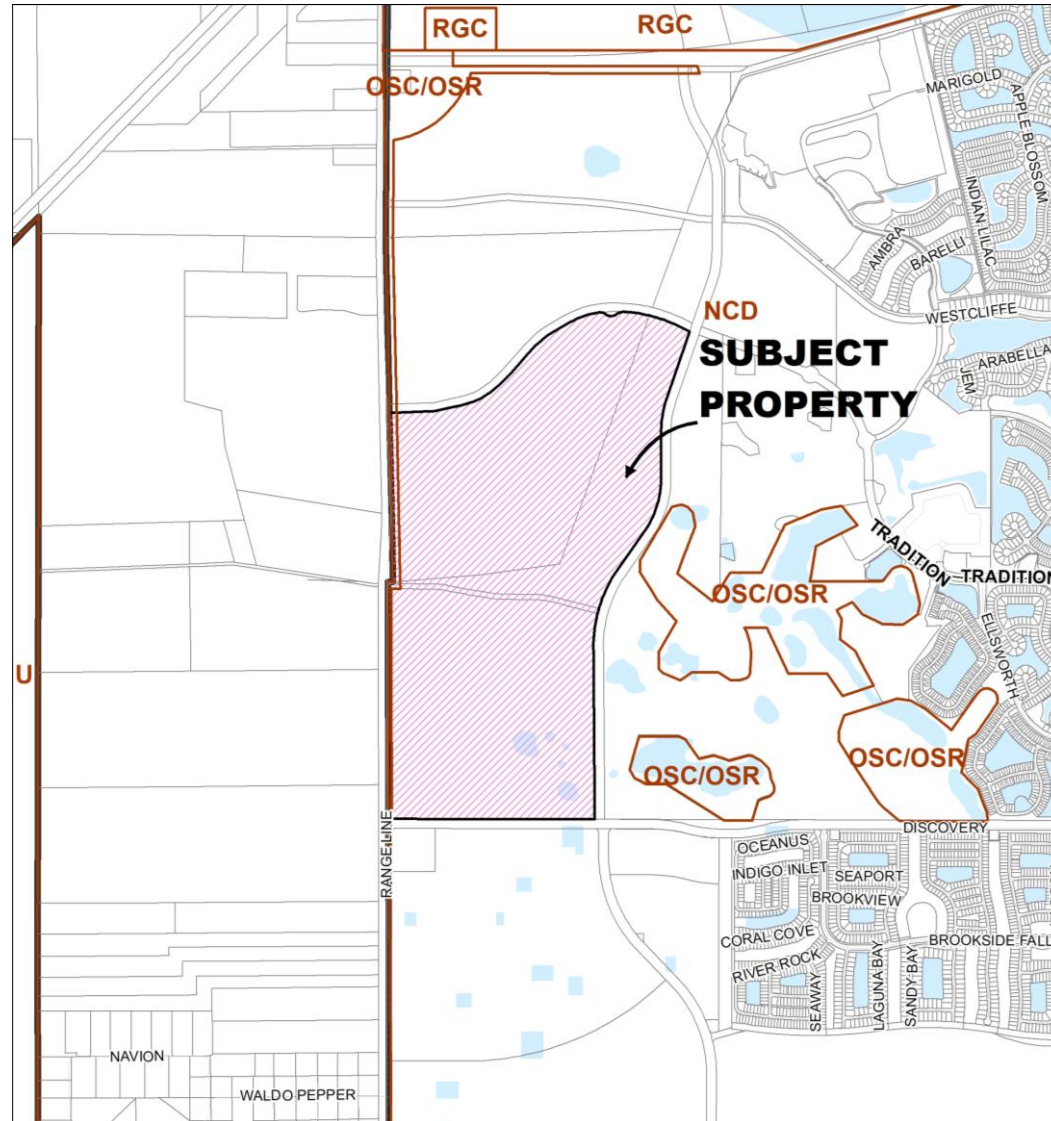 RGC
RGC
OSC/OSR
MARIGOLD
APPLE BLOSSOM
INDIAN LILAC
AMBRA
BARELLI
NCD
WESTCLIFFE
SUBJECT
PROPERTY
ARABELLA
JEM
TRADITION
TRADITION
OSC/OSR
ELLSWORTH
U
OSC/OSR
OSC/OSR
RANGE LINE
DISCOVERY
OCEANUS
INDIGO INLET
SEAPORT
BROOKVIEW
CORAL COVE
BROOKSIDE FALL
RIVER ROCK
SEAWAY
LAGUNA BAY
SANDY BAY
NAVION
WALDO PEPPER